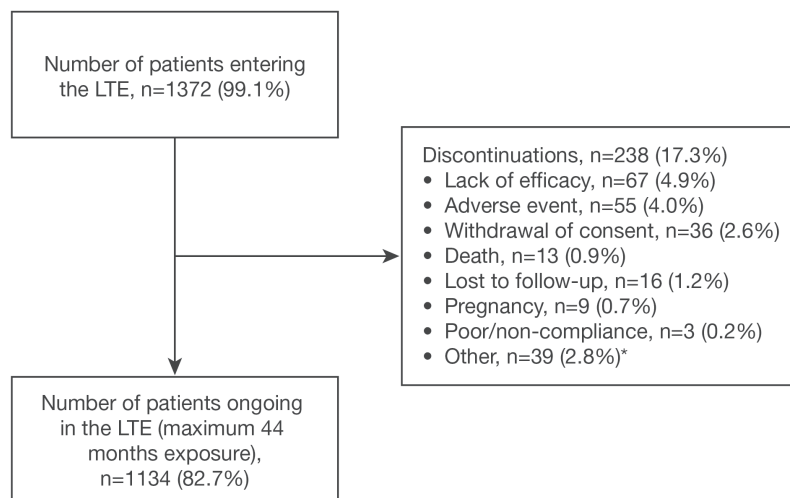 Number of patients entering
the LTE, n=1372 (99.1%)
Discontinuations, n=238 (17.3%)
• Lack of efficacy, n=67 (4.9%)
• Adverse event, n=55 (4.0%)
• Withdrawal of consent, n=36 (2.6%)
• Death, n=13 (0.9%)
• Lost to follow-up, n=16 (1.2%)
• Pregnancy, n=9 (0.7%)
• Poor/non-compliance, n=3 (0.2%)
• Other, n=39 (2.8%)*
Number of patients ongoing
in the LTE (maximum 44
months exposure),
n=1134 (82.7%)